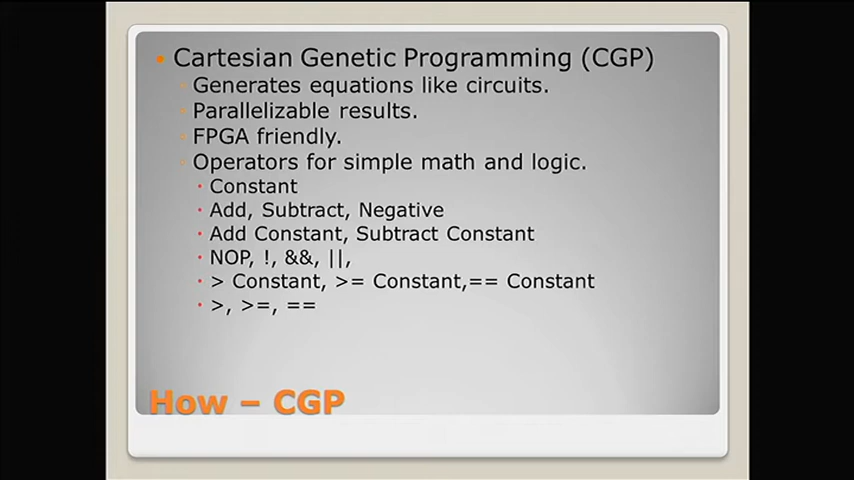 Cartesian Genetic Programming (CGP)
Generates equations like circuits.
Parallelizable results.
FPGA friendly.
Operators for simple math and logic.
Constant
Add, Subtract, Negative
Add Constant, Subtract Constant
NOP, !, &&, ||,
> Constant, >= Constant,== Constant
>, >=, ==
How – CGP